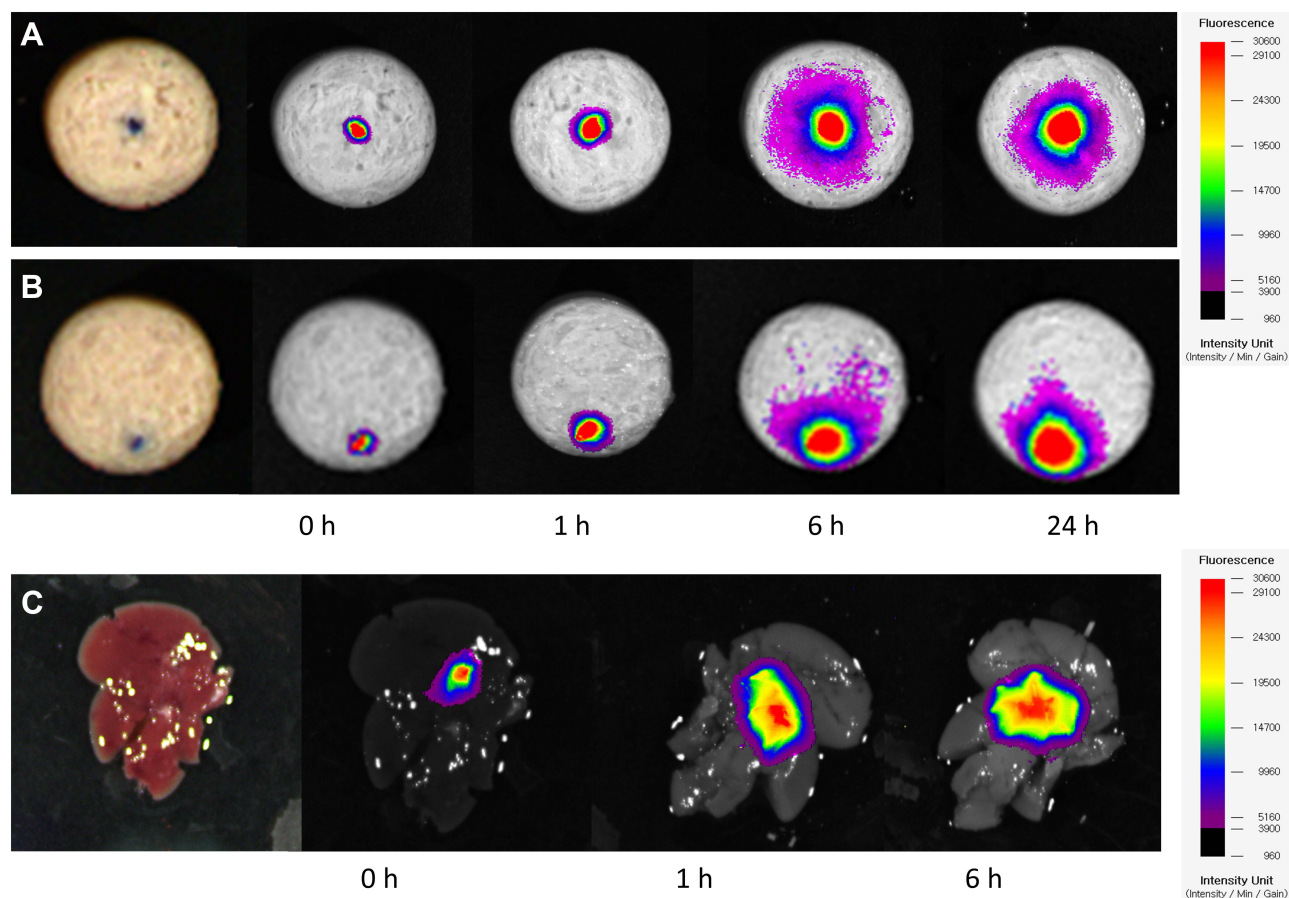 A
Fluorescence
30600
29100
24300
19500
14700
9960
5160
3900
960
Intensity Unit
(Intensity / Min / Gain)
B
0 h 1 h 6 h 24 h
C
Fluorescence
30600
29100
24300
19500
14700
9960
5160
3900
960
Intensity Unit
(Intensity / Min / Gain)
0 h 1 h 6 h